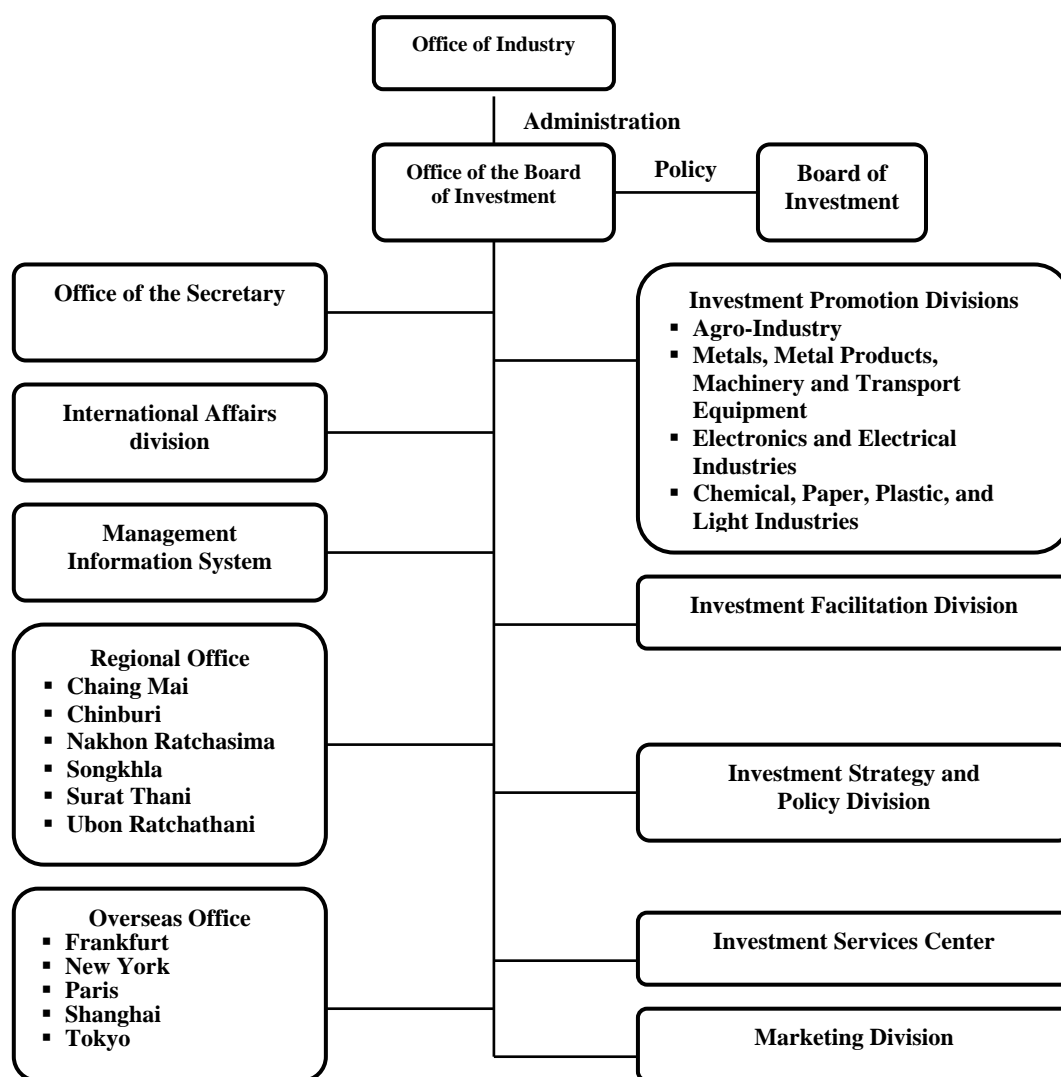 Office of Industry
Administration
Office of the Board
of Investment
Policy
Board of
Investment
Office of the Secretary
International Affairs
division
Management
Information System
Regional Office
▪ Chaing Mai
▪ Chinburi
▪ Nakhon Ratchasima
▪ Songkhla
▪ Surat Thani
▪ Ubon Ratchathani
Overseas Office
▪ Frankfurt
▪ New York
▪ Paris
▪ Shanghai
▪ Tokyo
Investment Promotion Divisions
▪ Agro-Industry
▪ Metals, Metal Products,
Machinery and Transport
Equipment
▪ Electronics and Electrical
Industries
▪ Chemical, Paper, Plastic, and
Light Industries
Investment Facilitation Division
Investment Strategy and
Policy Division
Investment Services Center
Marketing Division